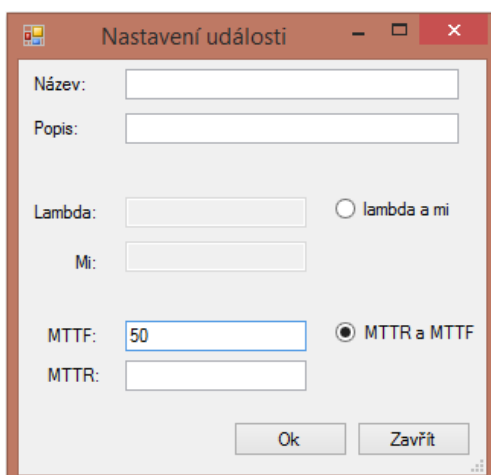 Nastavení události
Název:
Popis:
Lambda:
lambda a mi
Mi:
MTTF: 50
MTTR a MTTF
MTTR:
Ok
Zavřít